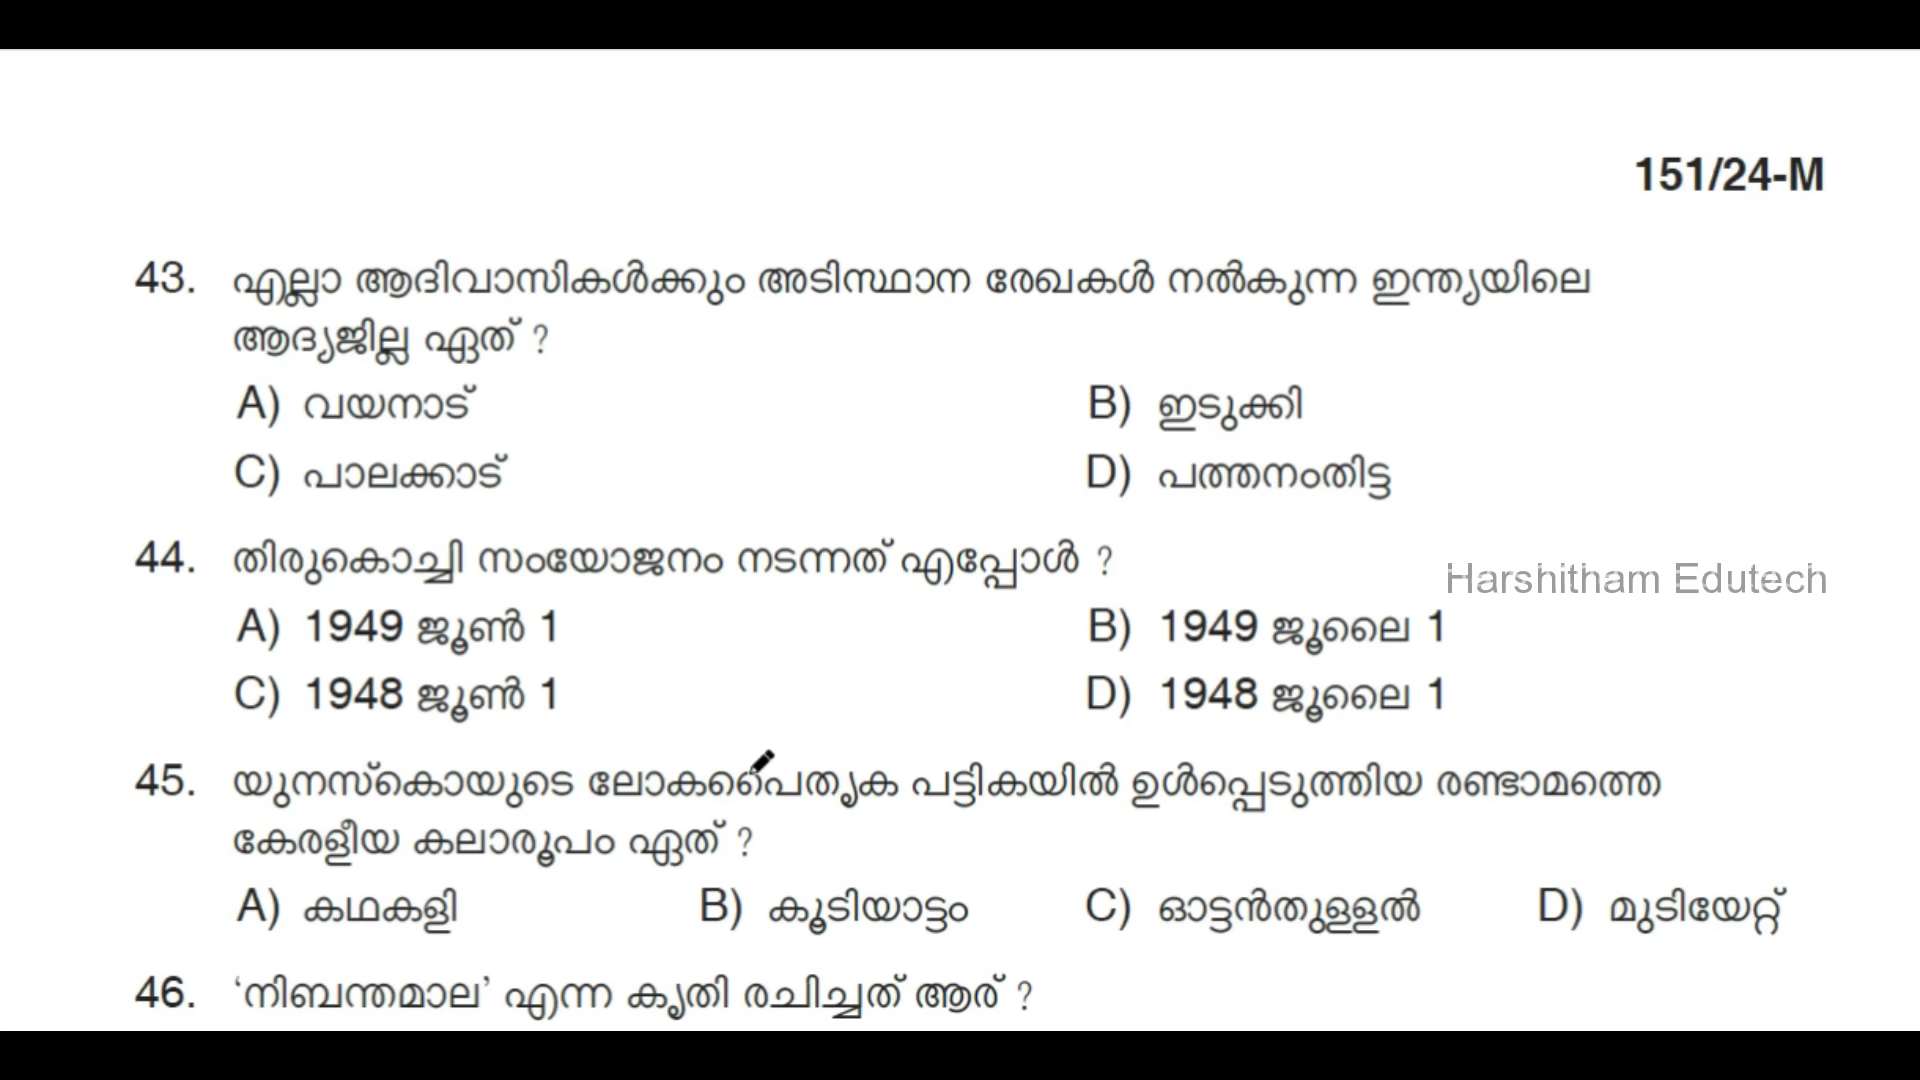 151/24-M
43. എല്ലാ ആദിവാസികൾക്കും അടിസ്ഥാന രേഖകൾ നൽകുന്ന ഇന്ത്യയിലെ
ആദ്യജില്ല ഏത് ?
A) വയനാട് B) ഇടുക്കി
C) പാലക്കാട് D) പത്തനംതിട്ട
44. തിരുകൊച്ചി സംയോജനം നടന്നത് എപ്പോൾ ?
Harshitham Edutech
A) 1949 ജൂൺ 1 B) 1949 ജൂലൈ 1
C) 1948 ജൂൺ 1 D) 1948 ജൂലൈ 1
45. യുനസ്കൊയുടെ ലോകപൈതൃക പട്ടികയിൽ ഉൾപ്പെടുത്തിയ രണ്ടാമത്തെ
കേരളീയ കലാരൂപം ഏത് ?
A) കഥകളി B) കൂടിയാട്ടം C) ഓട്ടൻതുള്ളൽ D) മുടിയേറ്റ്
46. ‘നിബന്തമാല’ എന്ന കൃതി രചിച്ചത് ആര് ?